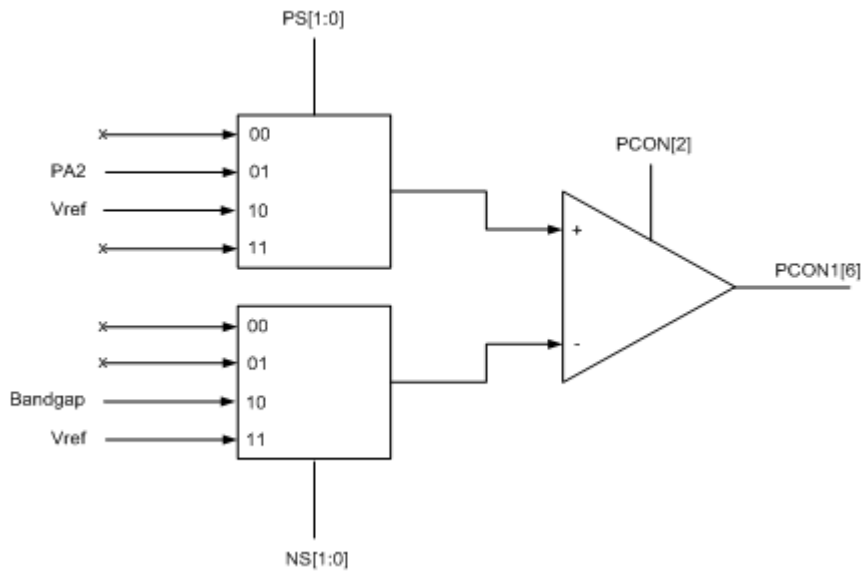 PS[1:0]
00
PA2 01
Vref 10
11
PCON[2]
+
PCON1[6]
-
00
01
Bandgap 10
Vref 11
NS[1:0]